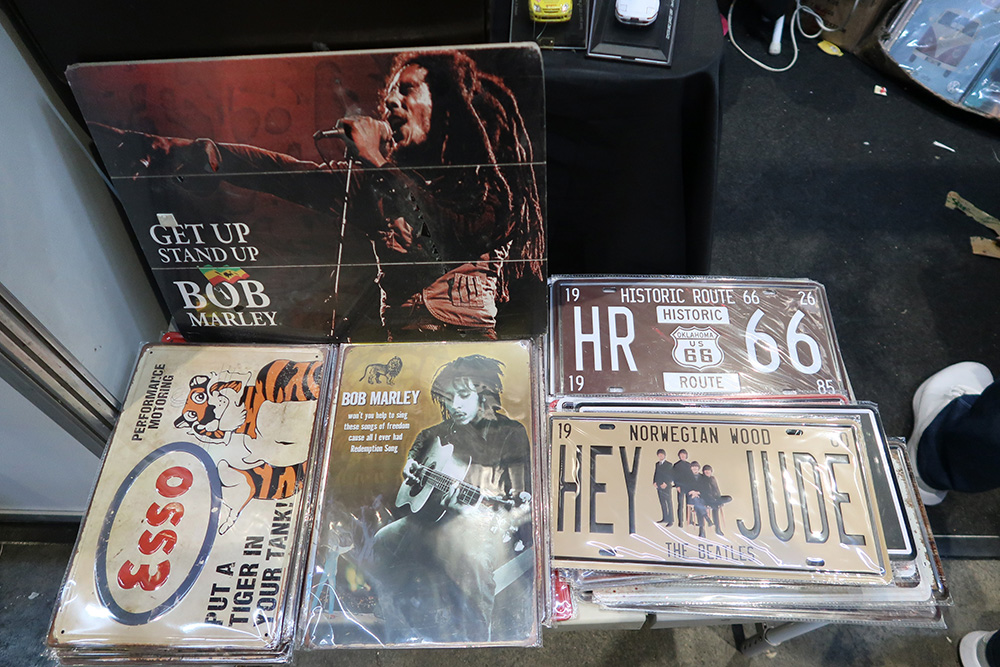 GET UP
STAND UP
BOB
MARLEY
PERFORMANCE
MOTORING
ESSO
PUT A
TIGER IN
YOUR TANK!
BOB MARLEY
won't you help to sing
these songs of freedom
cause all I ever had
Redemption Song
19 HISTORIC ROUTE 66 26
HISTORIC
HR OKLAHOMA 66
US
66
ROUTE
19 85
19 NORWEGIAN WOOD
HEY JUDE
THE BEATLES